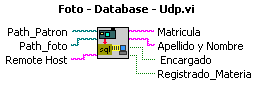 Foto - Database - Udp.vi
Path_Patron
Matricula
Path_foto
Apellido y Nombre
Remote Host
sql
Encargado
Registrado_Materia